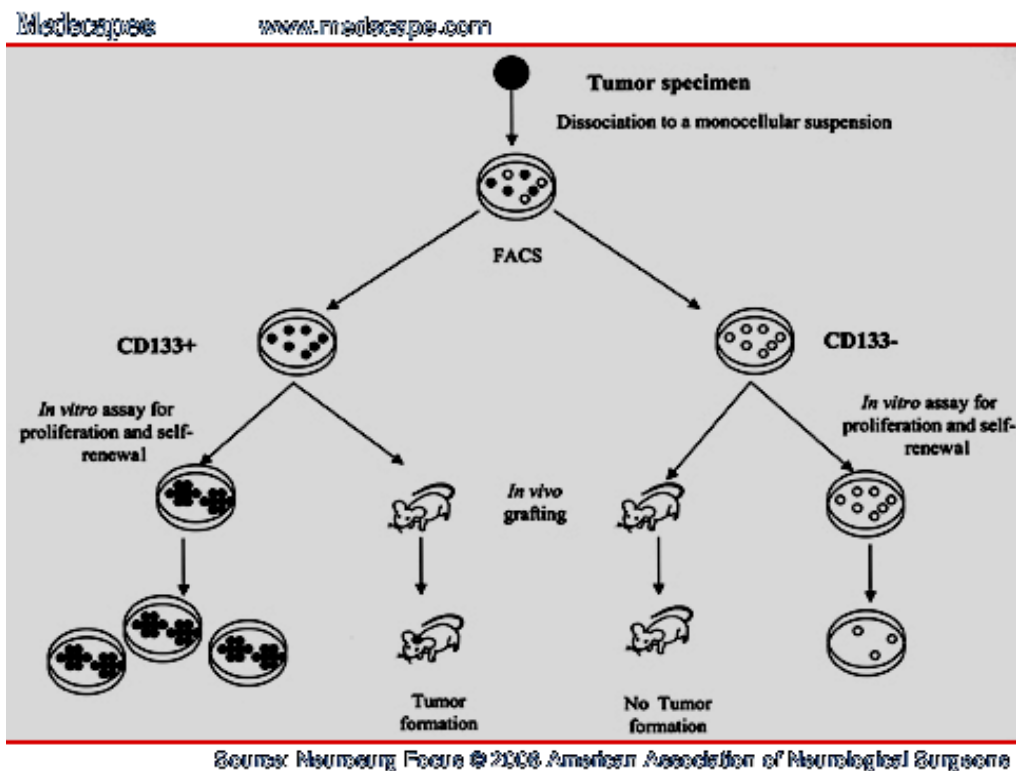 Medscape www.medscape.com
Tumor specimen
Dissociation to a monocellular suspension
FACS
CD133+
CD133-
In vitro assay for
proliferation and self-
renewal
In vivo
grafting
In vitro assay for
proliferation and self-
renewal
Tumor
formation
No Tumor
formation
Source: Neurosurg Focus © 2006 American Association of Neurological Surgeons